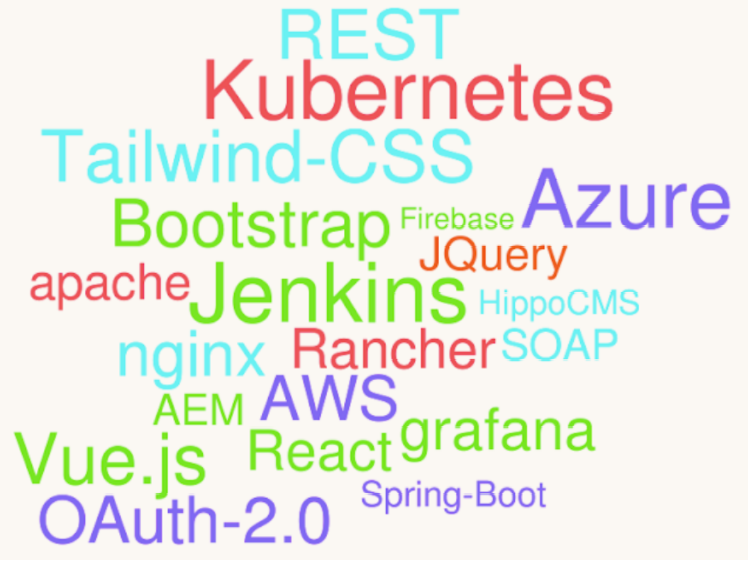 REST
Kubernetes
Tailwind-CSS
Azure
Bootstrap Firebase
JQuery
apache Jenkins HippoCMS
nginx Rancher SOAP
AEM AWS
grafana
Vue.js React
Spring-Boot
OAuth-2.0